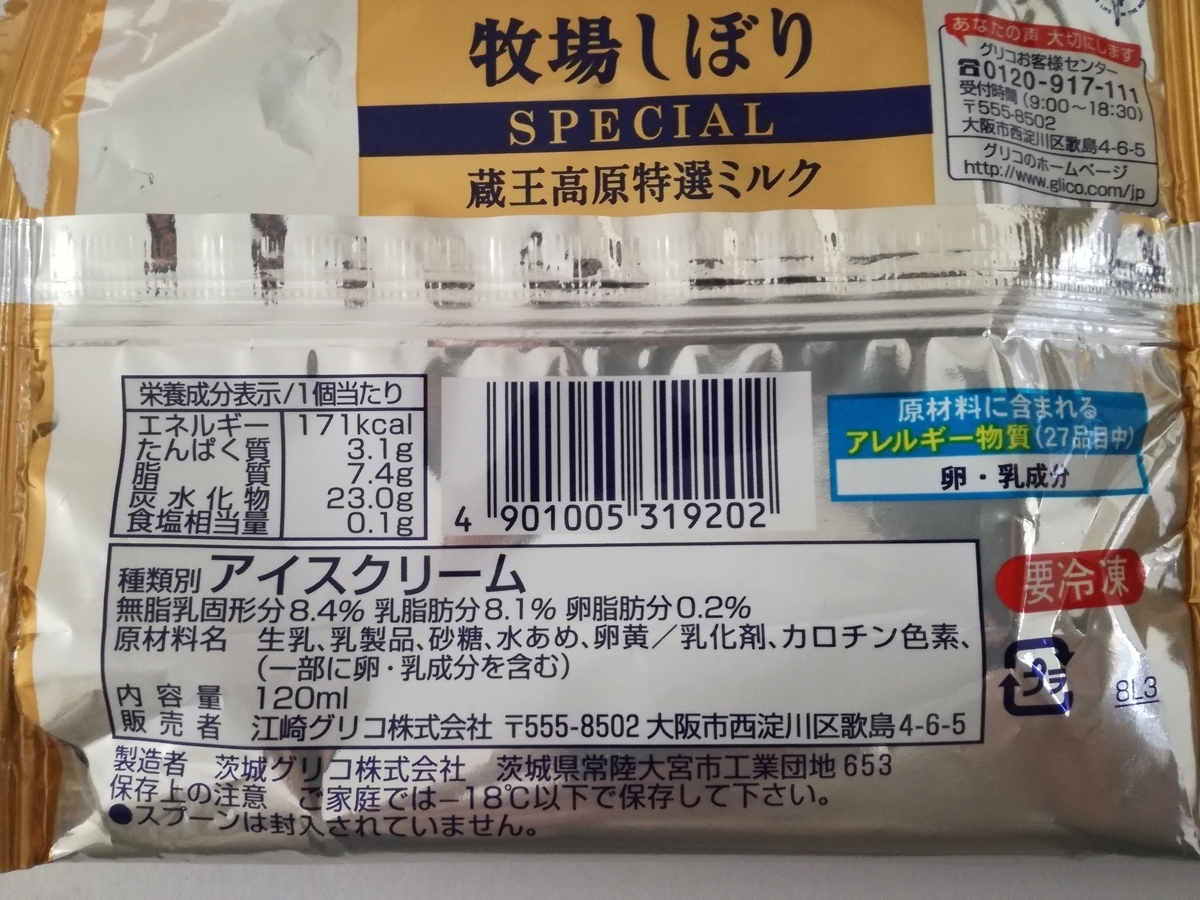 牧場しぼり
SPECIAL
蔵王高原特選ミルク
あなたの声 大切にします
グリコお客様センター
0120-917-111
受付時間(9:00～18:30)
〒555-8502
大阪市西淀川区歌島4-6-5
グリコのホームページ
http://www.glico.com/jp
栄養成分表示/1個当たり
エネルギー 171kcal
たんぱく質 3.1g
脂質 7.4g
炭水化物 23.0g
食塩相当量 0.1g
4 901005 319202
原材料に含まれる
アレルギー物質(27品目中)
卵・乳成分
種類別 アイスクリーム
無脂乳固形分8.4% 乳脂肪分8.1% 卵脂肪分0.2%
原材料名 生乳、乳製品、砂糖、水あめ、卵黄／乳化剤、カロチン色素、
(一部に卵・乳成分を含む)
内容量 120ml
販売者 江崎グリコ株式会社 〒555-8502 大阪市西淀川区歌島4-6-5
要冷凍
プラ
8L3
製造者 茨城グリコ株式会社 茨城県常陸大宮市工業団地653
保存上の注意 ご家庭では−18℃以下で保存して下さい。
●スプーンは封入されていません。